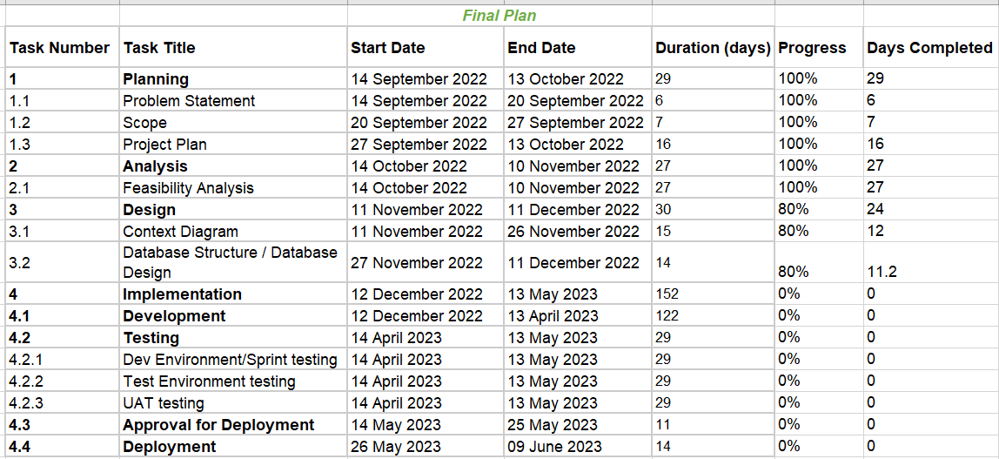 Final Plan
Task Number Task Title Start Date End Date Duration (days) Progress Days Completed
1 Planning 14 September 2022 13 October 2022 29 100% 29
1.1 Problem Statement 14 September 2022 20 September 2022 6 100% 6
1.2 Scope 20 September 2022 27 September 2022 7 100% 7
1.3 Project Plan 27 September 2022 13 October 2022 16 100% 16
2 Analysis 14 October 2022 10 November 2022 27 100% 27
2.1 Feasibility Analysis 14 October 2022 10 November 2022 27 100% 27
3 Design 11 November 2022 11 December 2022 30 80% 24
3.1 Context Diagram 11 November 2022 26 November 2022 15 80% 12
3.2 Database Structure / Database
Design 27 November 2022 11 December 2022 14 80% 11.2
4 Implementation 12 December 2022 13 May 2023 152 0% 0
4.1 Development 12 December 2022 13 April 2023 122 0% 0
4.2 Testing 14 April 2023 13 May 2023 29 0% 0
4.2.1 Dev Environment/Sprint testing 14 April 2023 13 May 2023 29 0% 0
4.2.2 Test Environment testing 14 April 2023 13 May 2023 29 0% 0
4.2.3 UAT testing 14 April 2023 13 May 2023 29 0% 0
4.3 Approval for Deployment 14 May 2023 25 May 2023 11 0% 0
4.4 Deployment 26 May 2023 09 June 2023 14 0% 0